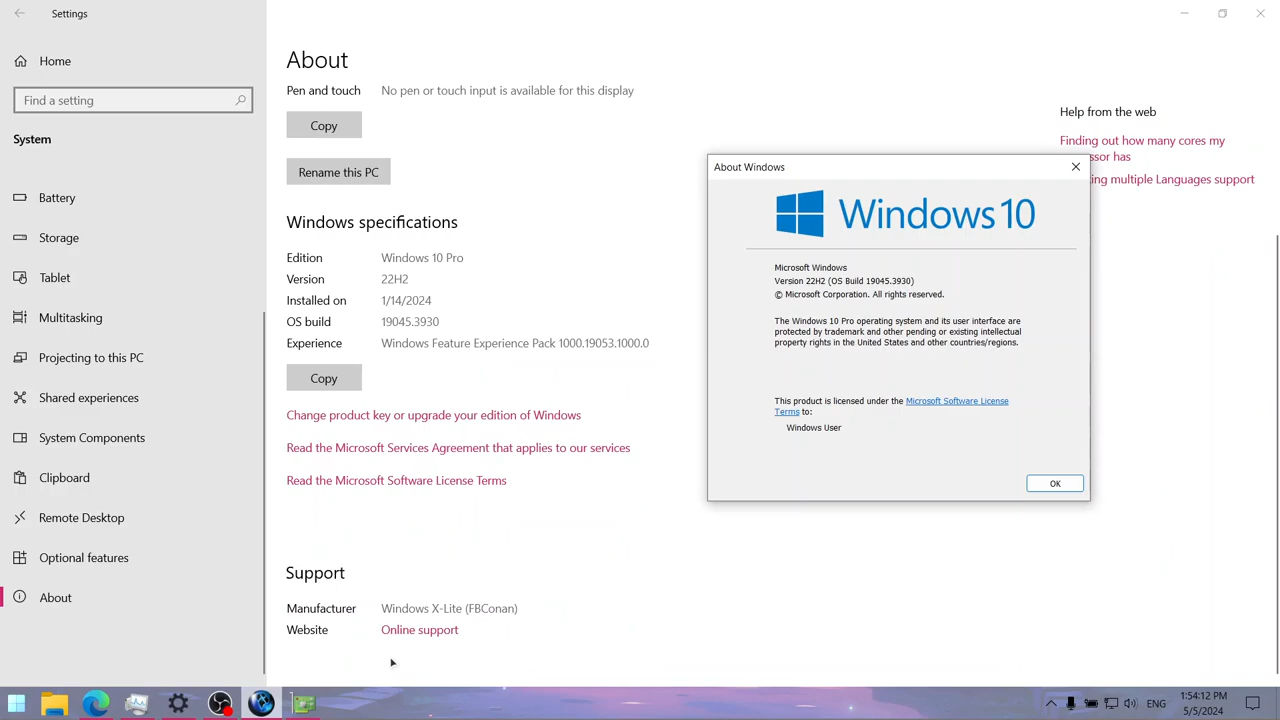 Settings
Home
Find a setting
System
Battery
Storage
Tablet
Multitasking
Projecting to this PC
Shared experiences
System Components
Clipboard
Remote Desktop
Optional features
About
About
Pen and touch No pen or touch input is available for this display
Copy
Rename this PC
Windows specifications
Edition Windows 10 Pro
Version 22H2
Installed on 1/14/2024
OS build 19045.3930
Experience Windows Feature Experience Pack 1000.19053.1000.0
Copy
Change product key or upgrade your edition of Windows
Read the Microsoft Services Agreement that applies to our services
Read the Microsoft Software License Terms
Support
Manufacturer Windows X-Lite (FBConan)
Website Online support
Help from the web
Finding out how many cores my
has
multiple Languages support
About Windows
Windows 10
Microsoft Windows
Version 22H2 (OS Build 19045.3930)
© Microsoft Corporation. All rights reserved.
The Windows 10 Pro operating system and its user interface are
protected by trademark and other pending or existing intellectual
property rights in the United States and other countries/regions.
This product is licensed under the Microsoft Software License
Terms to:
Windows User
OK
ENG
1:54:12 PM
5/5/2024